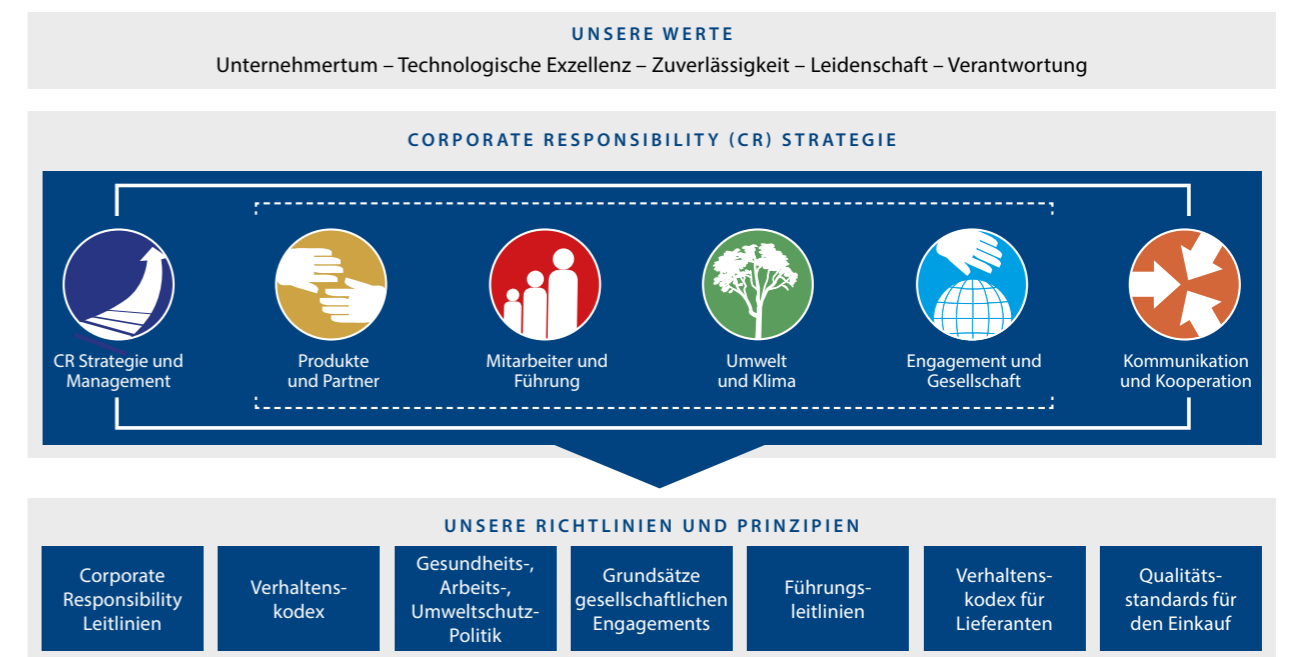 UNSERE WERTE
Unternehmertum – Technologische Exzellenz – Zuverlässigkeit – Leidenschaft – Verantwortung
CORPORATE RESPONSIBILITY (CR) STRATEGIE
CR Strategie und
Management
Produkte
und Partner
Mitarbeiter und
Führung
Umwelt
und Klima
Engagement und
Gesellschaft
Kommunikation
und Kooperation
UNSERE RICHTLINIEN UND PRINZIPIEN
Corporate
Responsibility
Leitlinien
Verhaltens-
kodex
Gesundheits-,
Arbeits-,
Umweltschutz-
Politik
Grundsätze
gesellschaftlichen
Engagements
Führungs-
leitlinien
Verhaltens-
kodex für
Lieferanten
Qualitäts-
standards für
den Einkauf